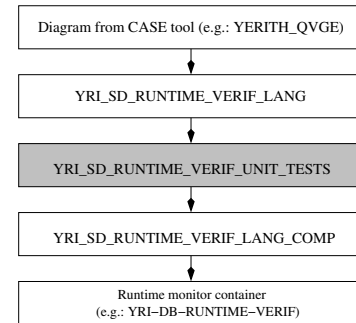 Diagram from CASE tool (e.g.: YERITH_QVGE)
YRI_SD_RUNTIME_VERIF_LANG
YRI_SD_RUNTIME_VERIF_UNIT_TESTS
YRI_SD_RUNTIME_VERIF_LANG_COMP
Runtime monitor container
(e.g.: YRI−DB−RUNTIME−VERIF)